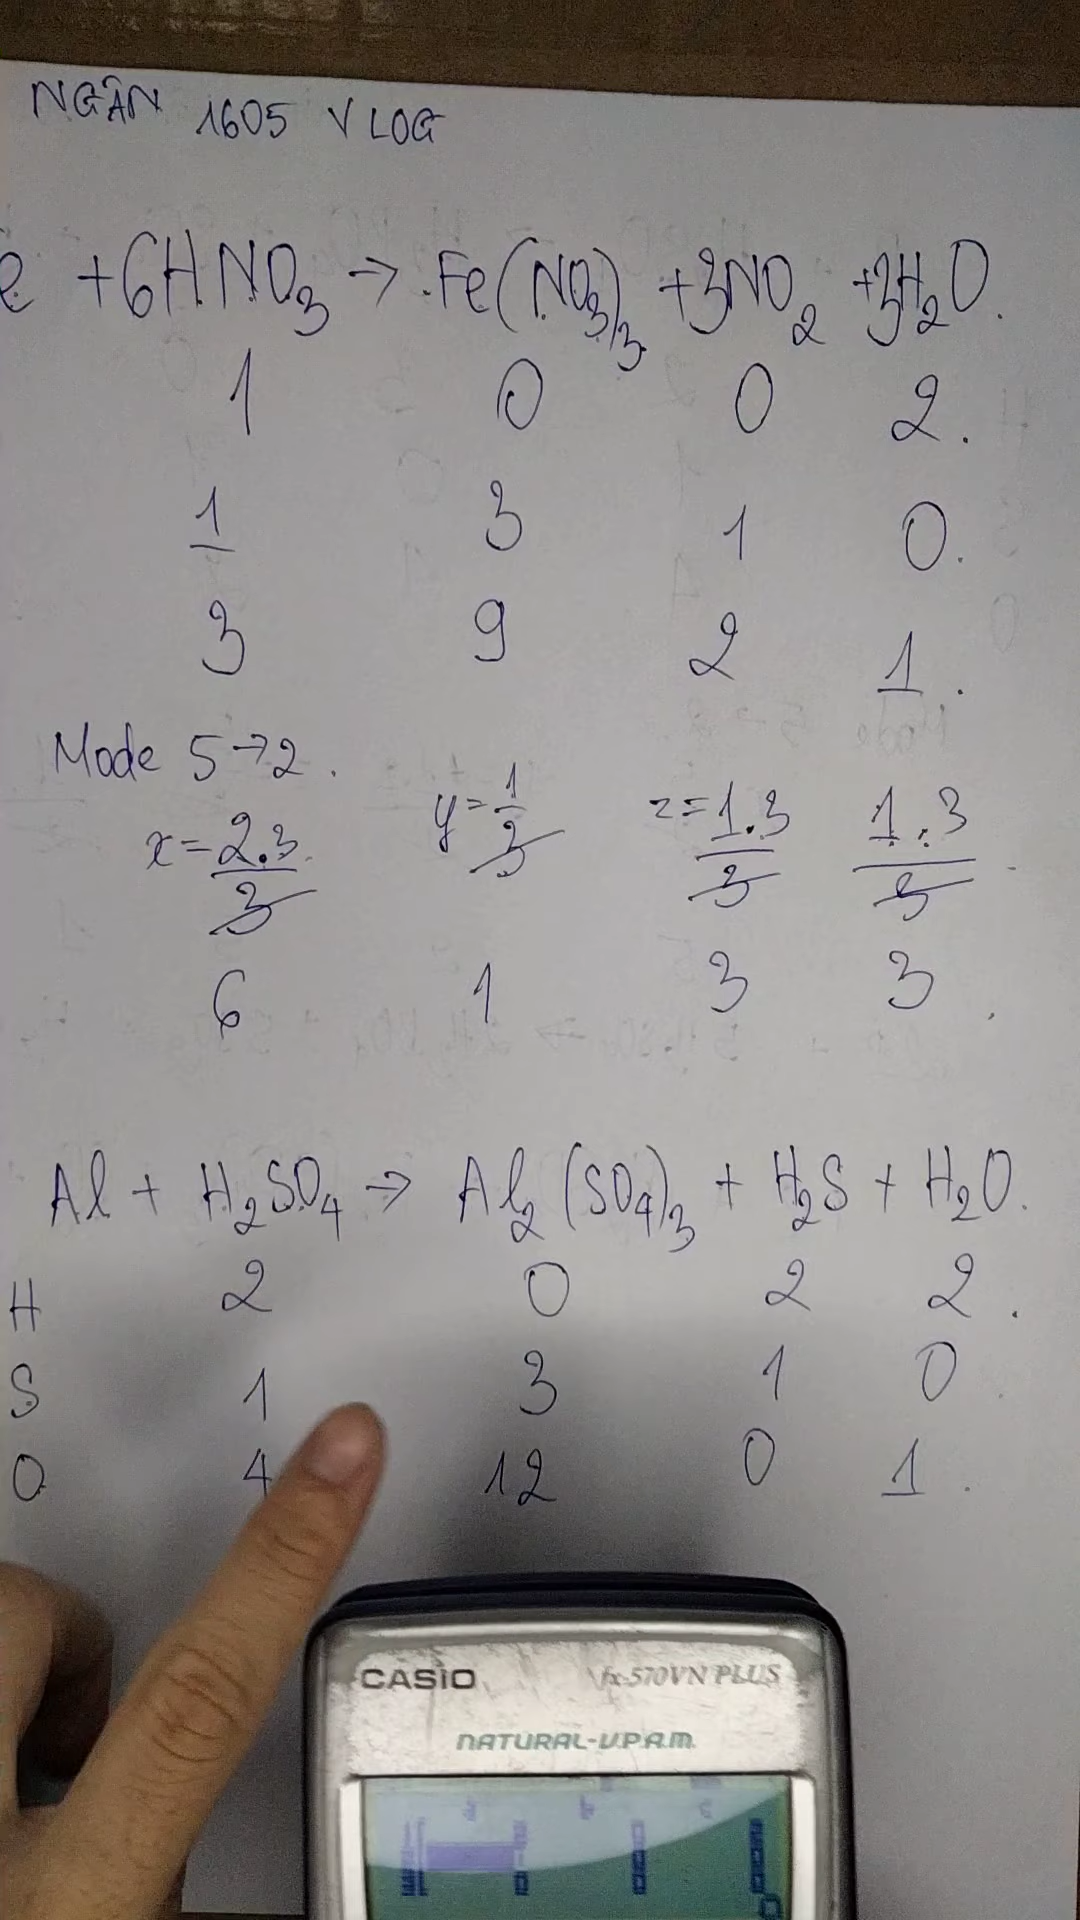 NGÂN 1605 VLOG
e + 6HNO3 → Fe(NO3)3 + 3NO2 + 3H2O.
1 0 0 2.
1 3 1 0.
3 9 2 1.
Mode 5 → 2.
x = 2.3/3 y = 1/3 z = 1.3/3 1.3/3
6 1 3 3
Al + H2SO4 → Al2(SO4)3 + H2S + H2O.
H 2 0 2 2.
S 1 3 1 0
O 4 12 0 1.
CASIO fx-570VN PLUS
NATURAL-V.P.A.M.